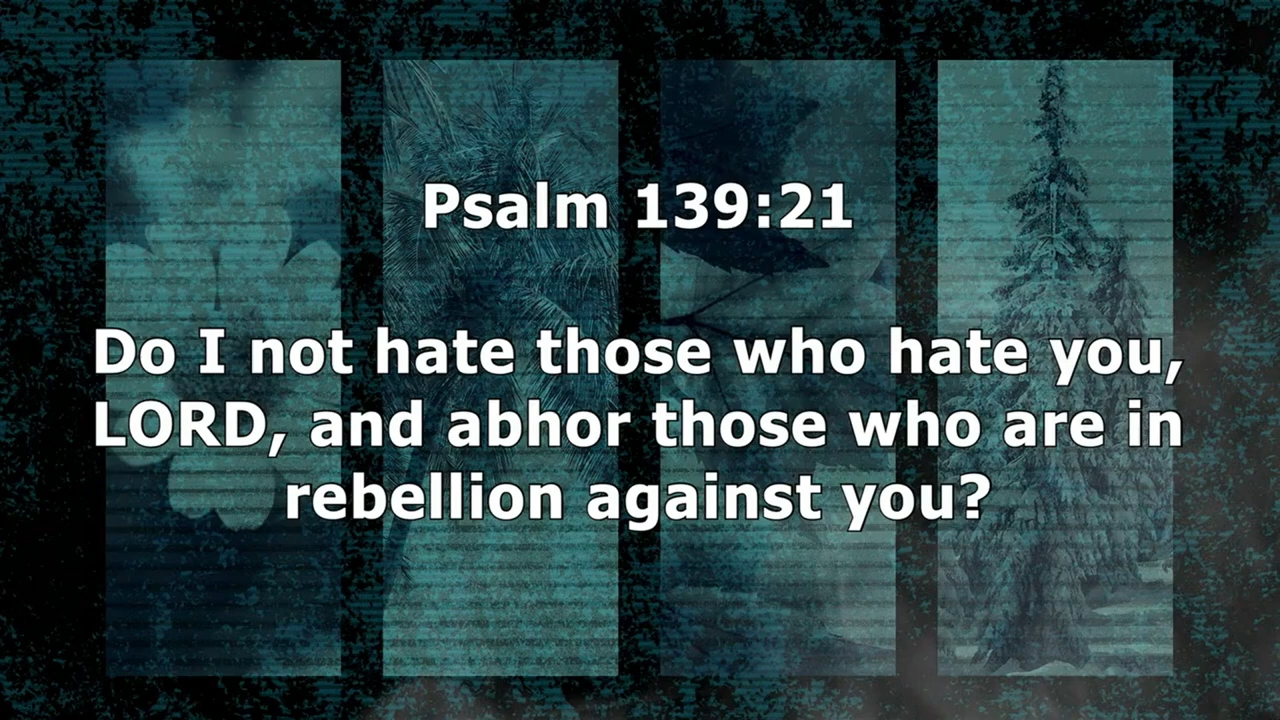 Psalm 139:21
Do I not hate those who hate you,
LORD, and abhor those who are in
rebellion against you?